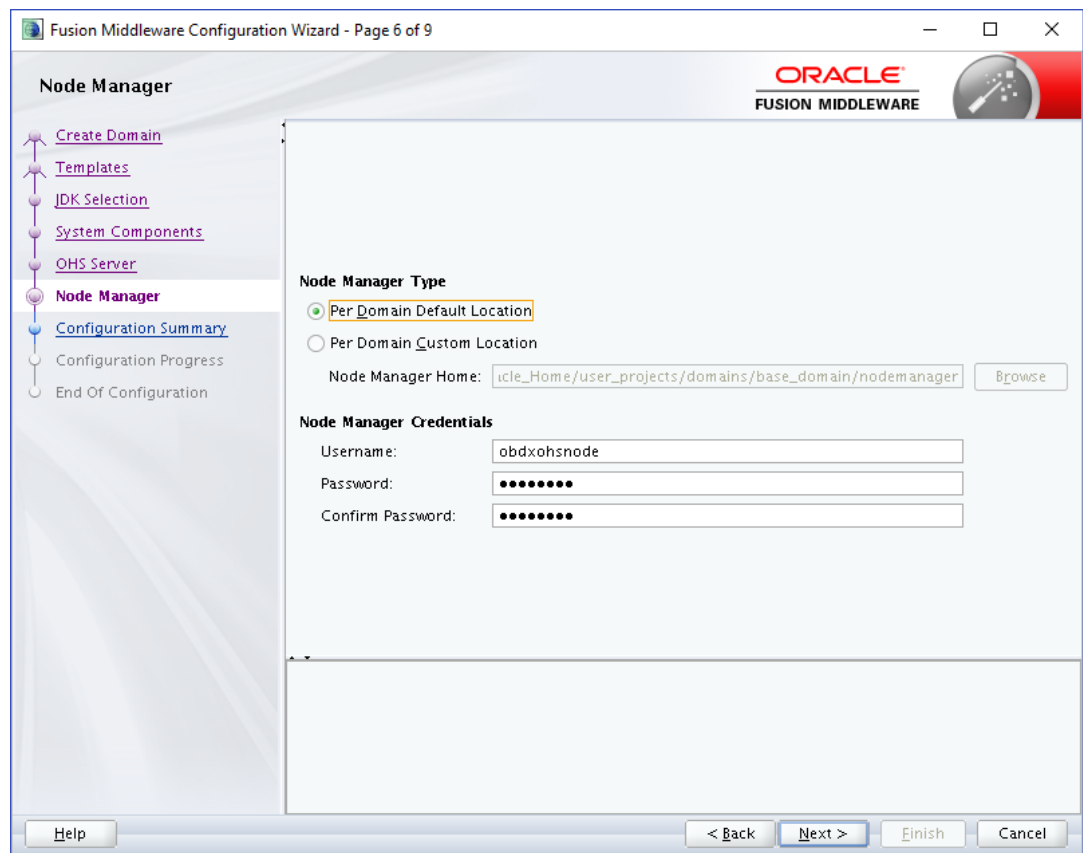 Fusion Middleware Configuration Wizard - Page 6 of 9
Node Manager
ORACLE
FUSION MIDDLEWARE
Create Domain
Templates
JDK Selection
System Components
OHS Server
Node Manager
Configuration Summary
Configuration Progress
End Of Configuration
Node Manager Type
Per Domain Default Location
Per Domain Custom Location
Node Manager Home: cle_Home/user_projects/domains/base_domain/nodemanager Browse
Node Manager Credentials
Username: obdxohsnode
Password: ●●●●●●●●
Confirm Password: ●●●●●●●●
Help < Back Next > Finish Cancel